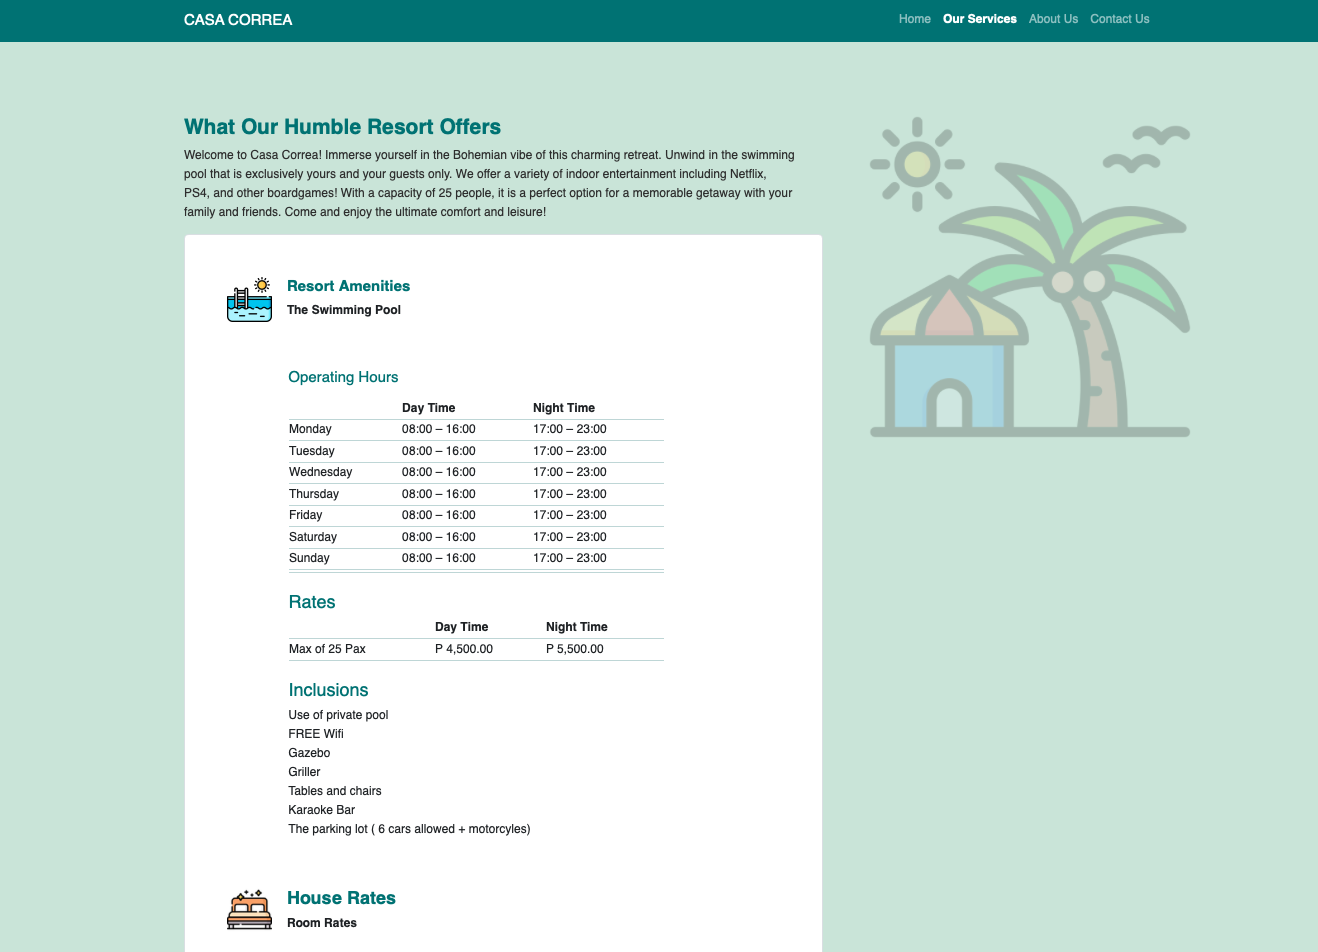 CASA CORREA
Home Our Services About Us Contact Us
What Our Humble Resort Offers
Welcome to Casa Correa! Immerse yourself in the Bohemian vibe of this charming retreat. Unwind in the swimming
pool that is exclusively yours and your guests only. We offer a variety of indoor entertainment including Netflix,
PS4, and other boardgames! With a capacity of 25 people, it is a perfect option for a memorable getaway with your
family and friends. Come and enjoy the ultimate comfort and leisure!
Resort Amenities
The Swimming Pool
Operating Hours
Day Time Night Time
Monday 08:00 – 16:00 17:00 – 23:00
Tuesday 08:00 – 16:00 17:00 – 23:00
Wednesday 08:00 – 16:00 17:00 – 23:00
Thursday 08:00 – 16:00 17:00 – 23:00
Friday 08:00 – 16:00 17:00 – 23:00
Saturday 08:00 – 16:00 17:00 – 23:00
Sunday 08:00 – 16:00 17:00 – 23:00
Rates
Day Time Night Time
Max of 25 Pax P 4,500.00 P 5,500.00
Inclusions
Use of private pool
FREE Wifi
Gazebo
Griller
Tables and chairs
Karaoke Bar
The parking lot ( 6 cars allowed + motorcyles)
House Rates
Room Rates